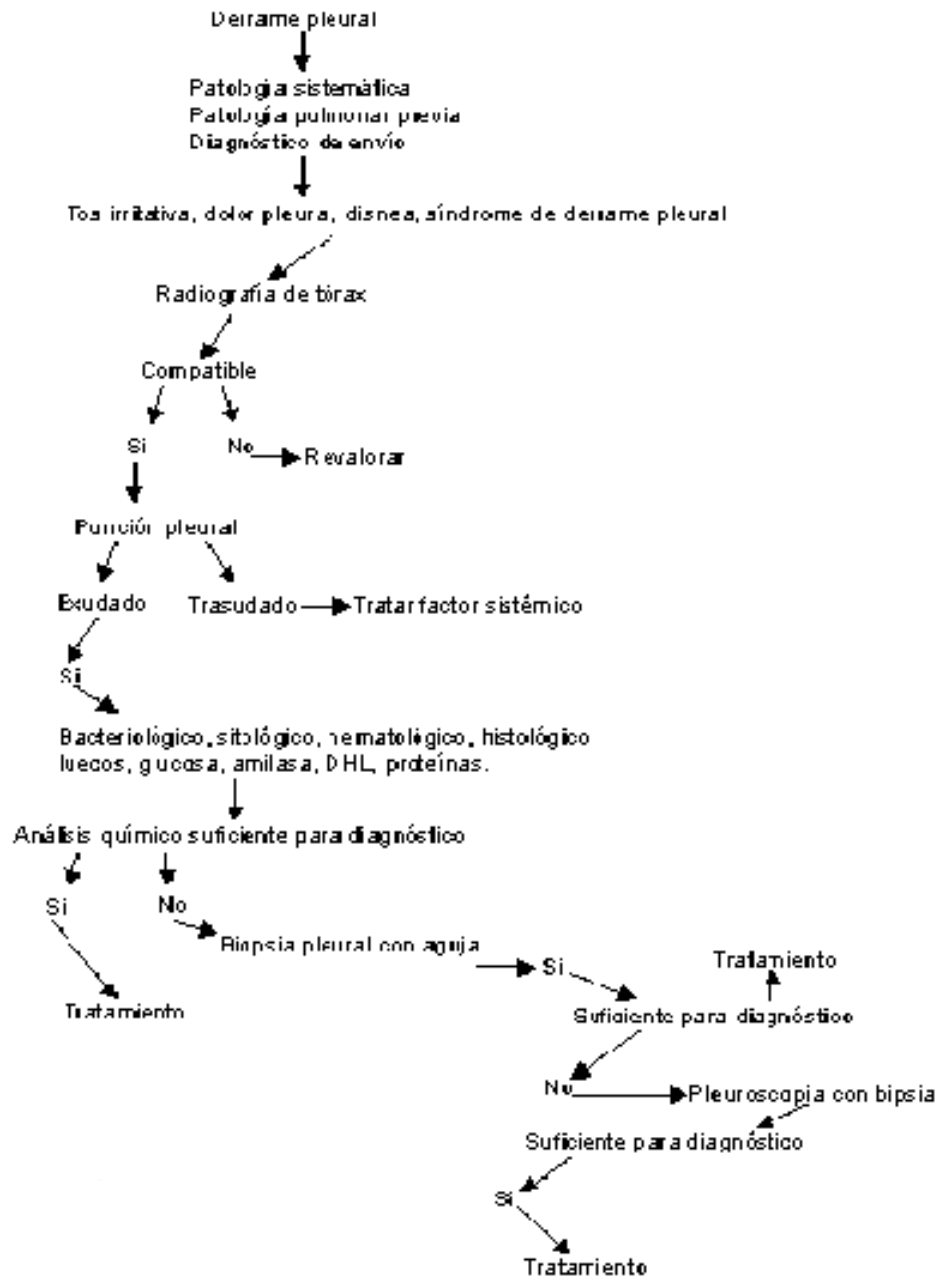 Derrame pleural
Patología sistemática
Patología pulmonar previa
Diagnóstico de envío
Tos irritativa, dolor pleura, disnea, síndrome de derrame pleural
Radiografía de tórax
Compatible
Si
No
Revalorar
Punción pleural
Exudado
Trasudado
Tratar factor sistémico
Si
Bacteriológico, sitológico, hematológico, histológico
glucosa, amilasa, DHL, proteínas.
Análisis químico suficiente para diagnóstico
Si
No
Biopsia pleural con aguja
Si
Tratamiento
Tratamiento
Suficiente para diagnóstico
No
Pleuroscopia con bipsia
Suficiente para diagnóstico
Si
Tratamiento